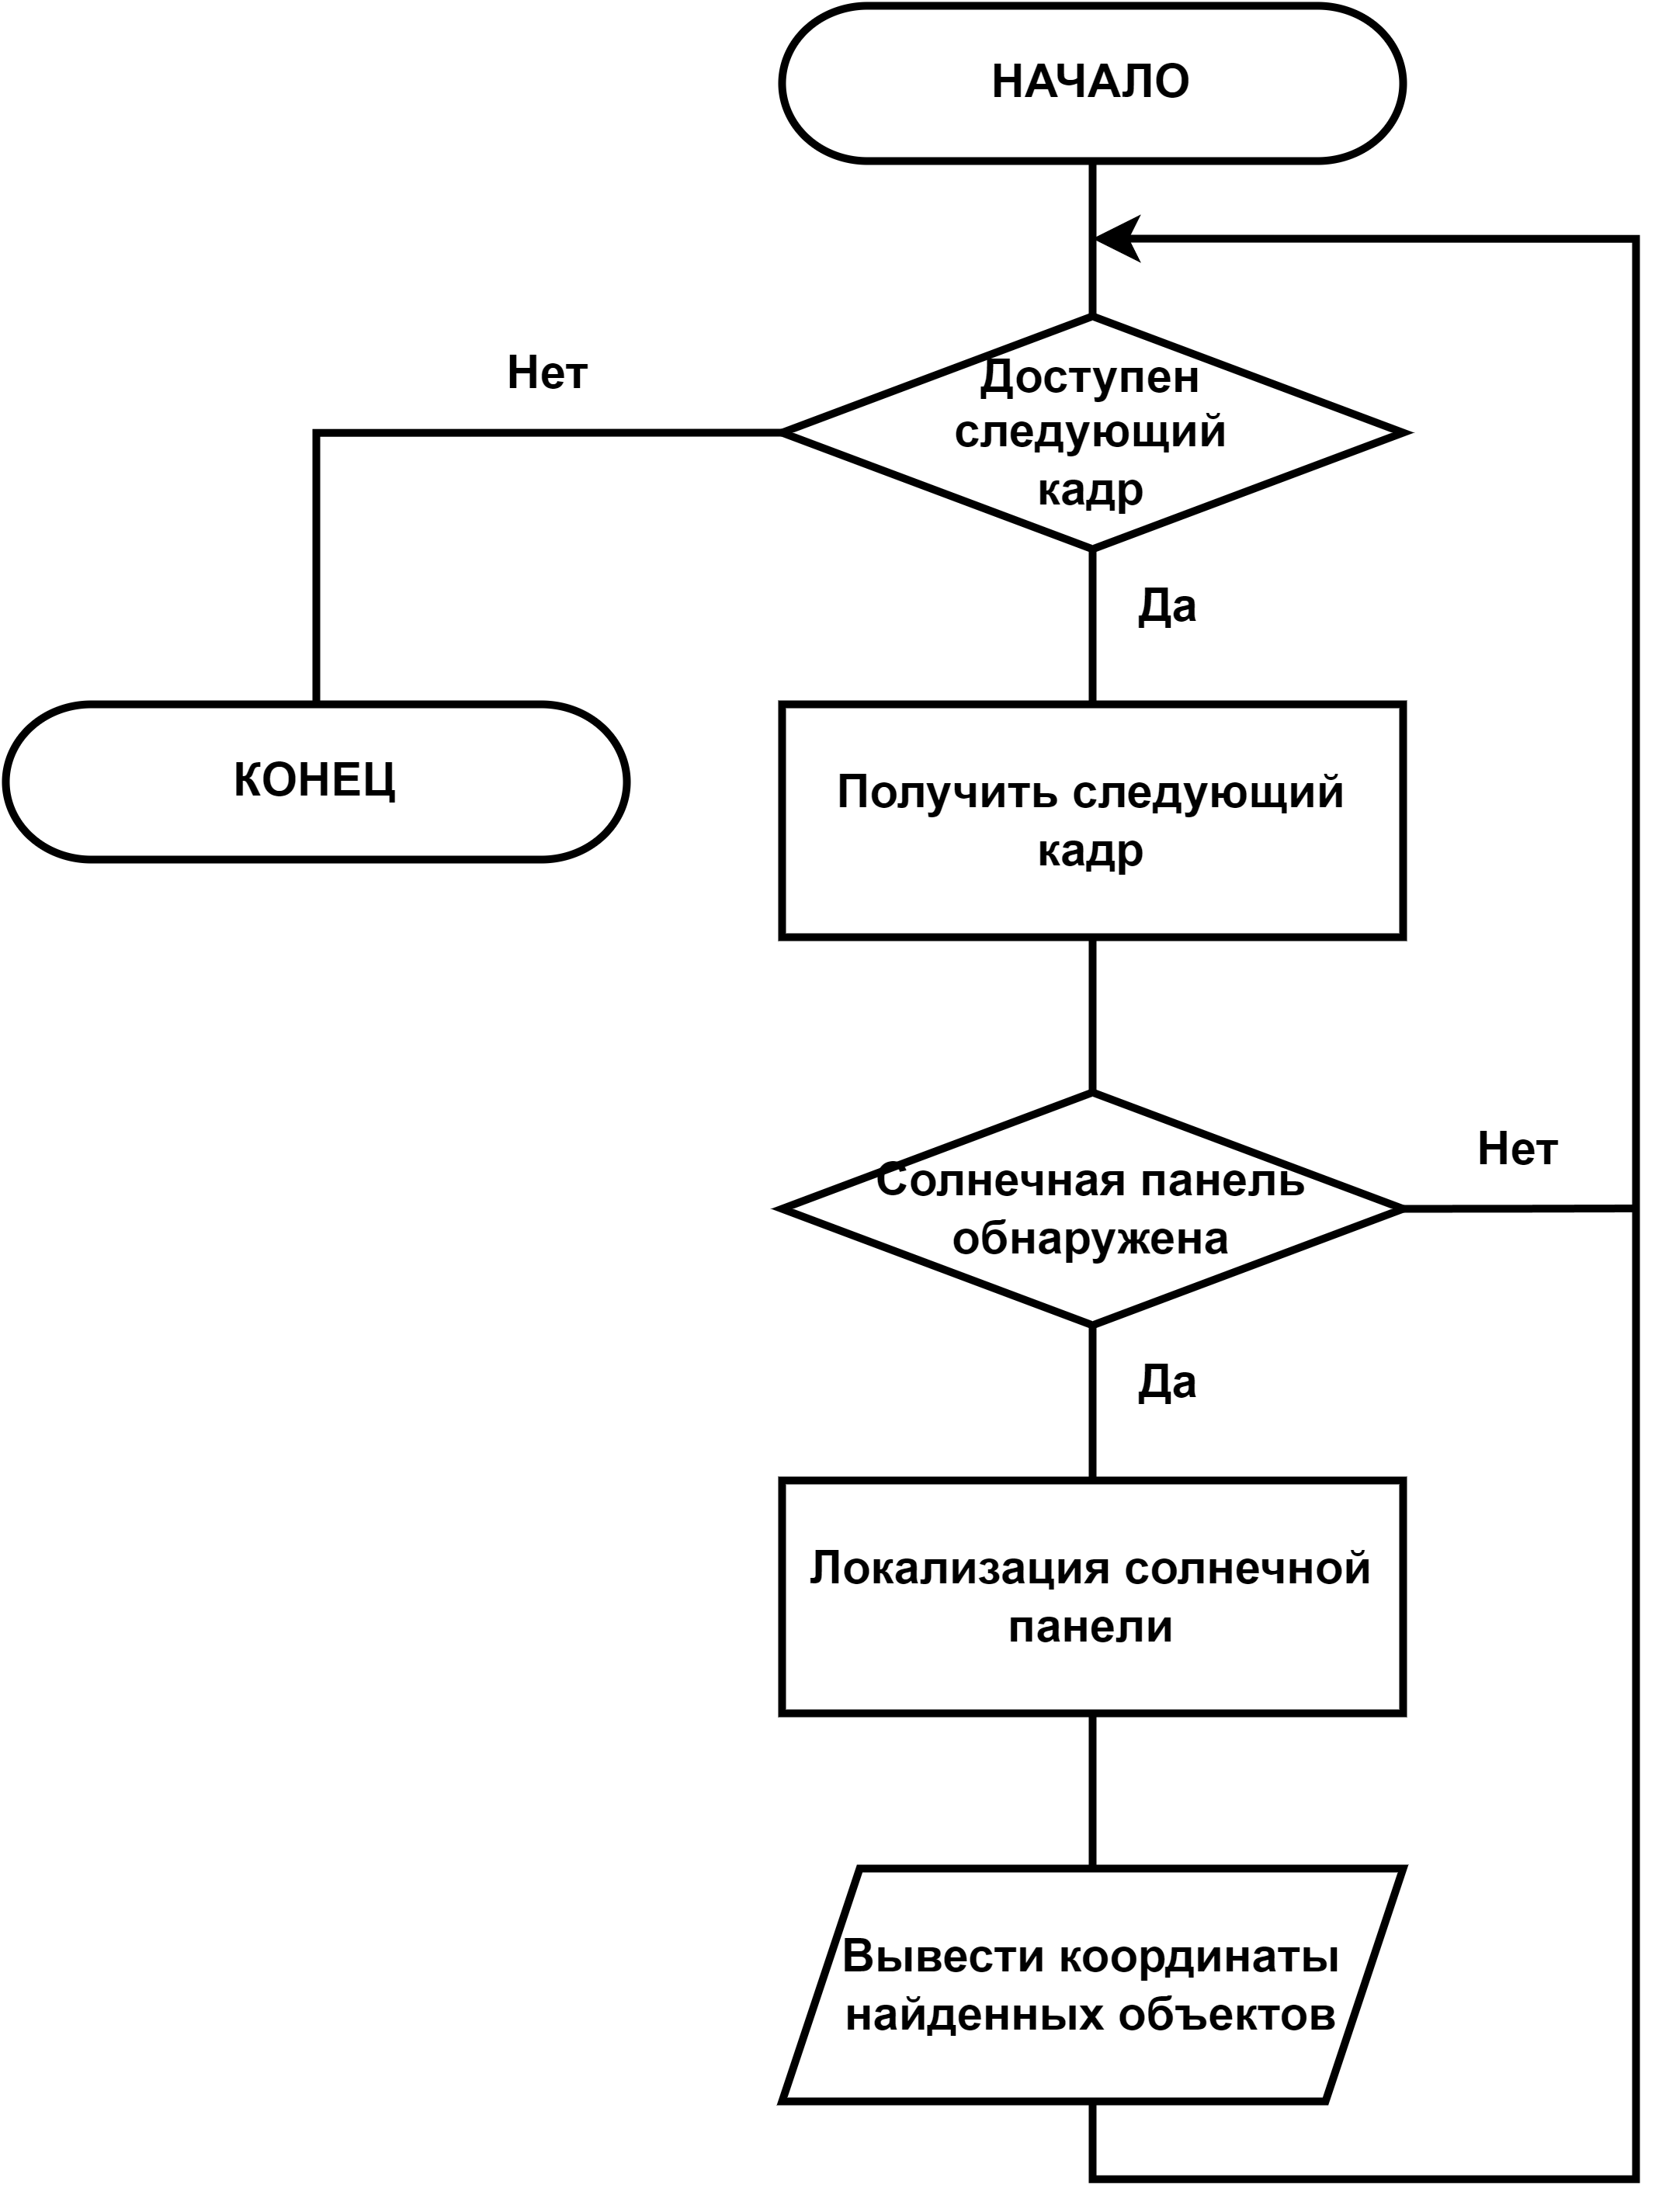 НАЧАЛО
Нет
Доступен
следующий
кадр
Да
КОНЕЦ
Получить следующий
кадр
Солнечная панель
обнаружена
Нет
Да
Локализация солнечной
панели
Вывести координаты
найденных объектов